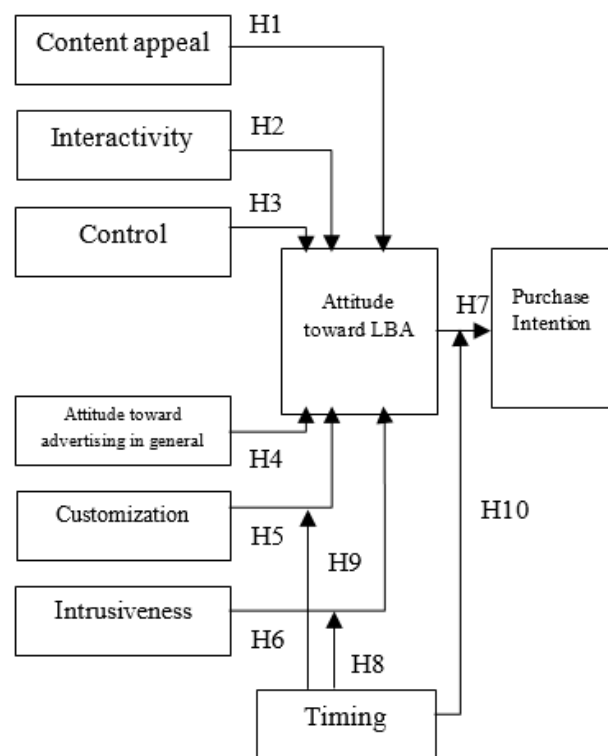 Content appeal
H1
Interactivity
H2
Control
H3
Attitude
toward LBA
H7
Purchase
Intention
Attitude toward
advertising in general
H4
Customization
H5
H9
H10
Intrusiveness
H6
H8
Timing